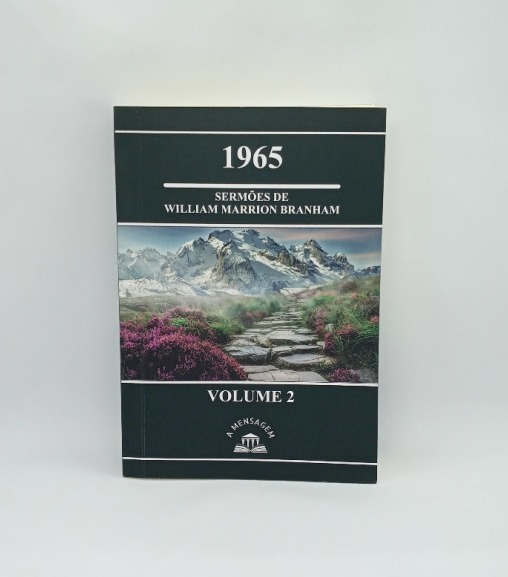 1965
SERMÕES DE
WILLIAM MARRION BRANHAM
VOLUME 2
A MENSAGEM